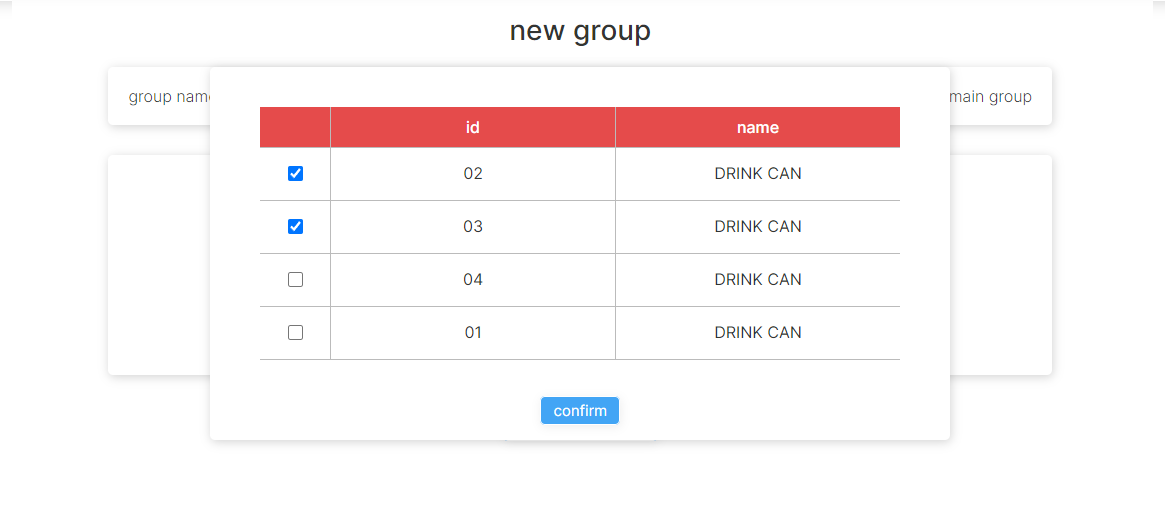 new group
group nam
main group
id name
02 DRINK CAN
03 DRINK CAN
04 DRINK CAN
01 DRINK CAN
confirm